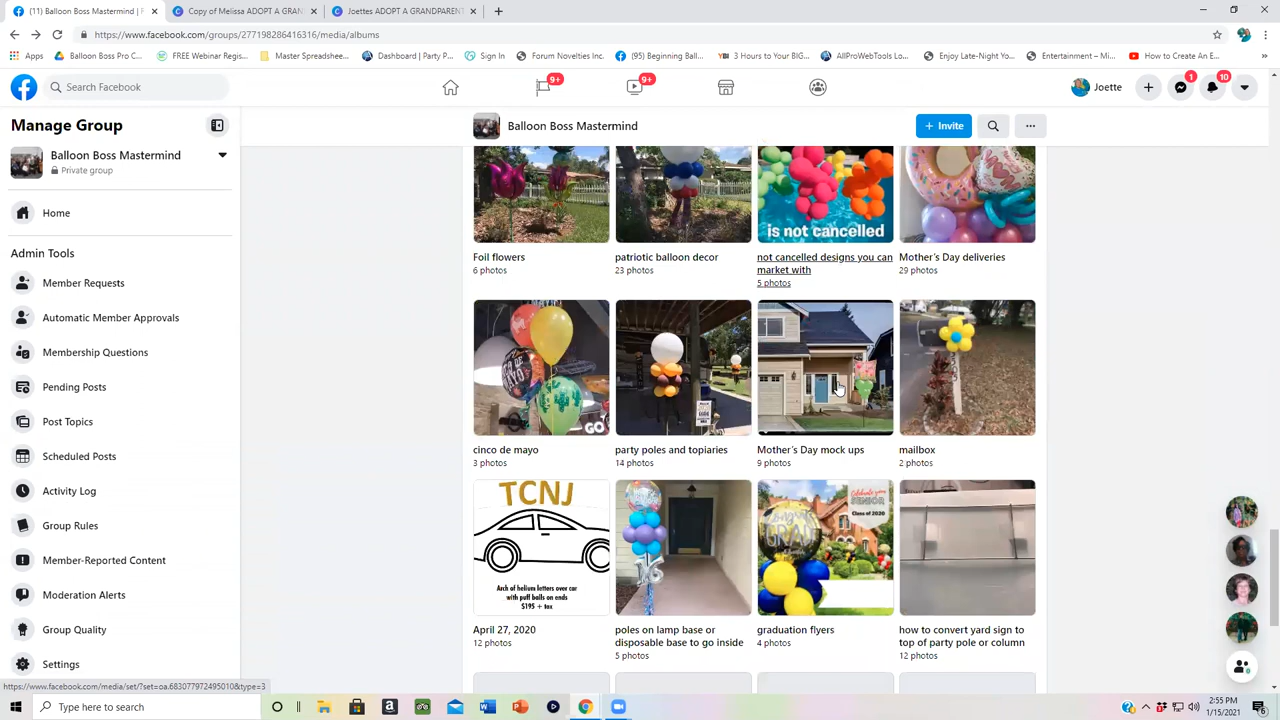 (11) Balloon Boss Mastermind | F
Copy of Melissa ADOPT A GRAN
Joettes ADOPT A GRANDPARENT
https://www.facebook.com/groups/277198286416316/media/albums
Apps
Balloon Boss Pro C...
FREE Webinar Regis...
Master Spreadshee...
Dashboard | Party P...
Sign In
Forum Novelties Inc.
(95) Beginning Ball...
3 Hours to Your BIG...
AllProWebTools Lo...
Enjoy Late-Night Yo...
Entertainment – Mi...
How to Create An E...
Search Facebook
9+
9+
Joette
1
10
Manage Group
Balloon Boss Mastermind
Private group
Home
Admin Tools
Member Requests
Automatic Member Approvals
Membership Questions
Pending Posts
Post Topics
Scheduled Posts
Activity Log
Group Rules
Member-Reported Content
Moderation Alerts
Group Quality
Settings
Balloon Boss Mastermind
+ Invite
is not cancelled
Foil flowers
6 photos
patriotic balloon decor
23 photos
not cancelled designs you can
market with
5 photos
Mother's Day deliveries
29 photos
GO
cinco de mayo
3 photos
party poles and topiaries
14 photos
Mother's Day mock ups
9 photos
mailbox
2 photos
TCNJ
Arch of helium letters over car
with puff balls on ends
$195 + tax
April 27, 2020
12 photos
16
poles on lamp base or
disposable base to go inside
5 photos
GRAD
Celebrate your
SENIOR
Class of 2020
graduation flyers
4 photos
how to convert yard sign to
top of party pole or column
12 photos
https://www.facebook.com/media/set/?set=oa.683077972495010&type=3
Type here to search
2:55 PM
1/15/2021